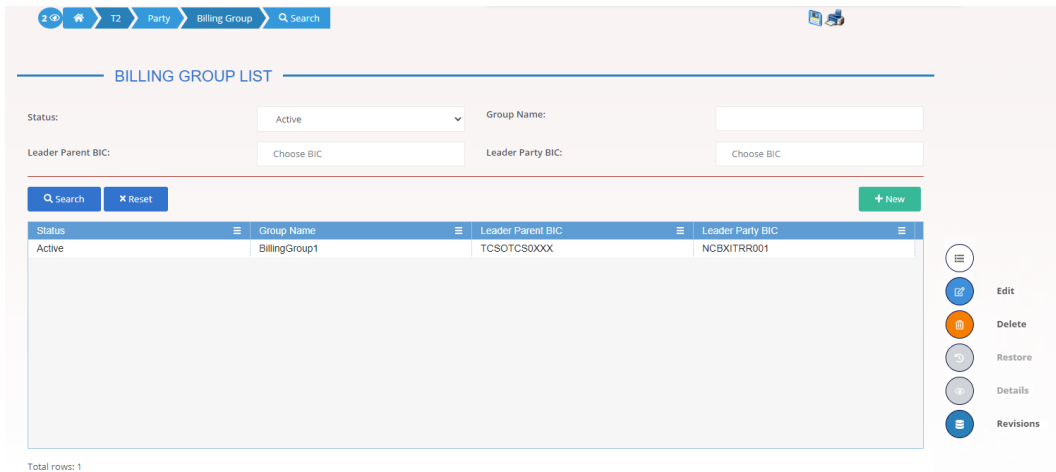 2 T2 Party Billing Group Search
BILLING GROUP LIST
Status: Active Group Name:
Leader Parent BIC: Choose BIC Leader Party BIC: Choose BIC
Search Reset New
Status Group Name Leader Parent BIC Leader Party BIC
Active BillingGroup1 TCSOTCS0XXX NCBXITRR001
Edit
Delete
Restore
Details
Revisions
Total rows: 1